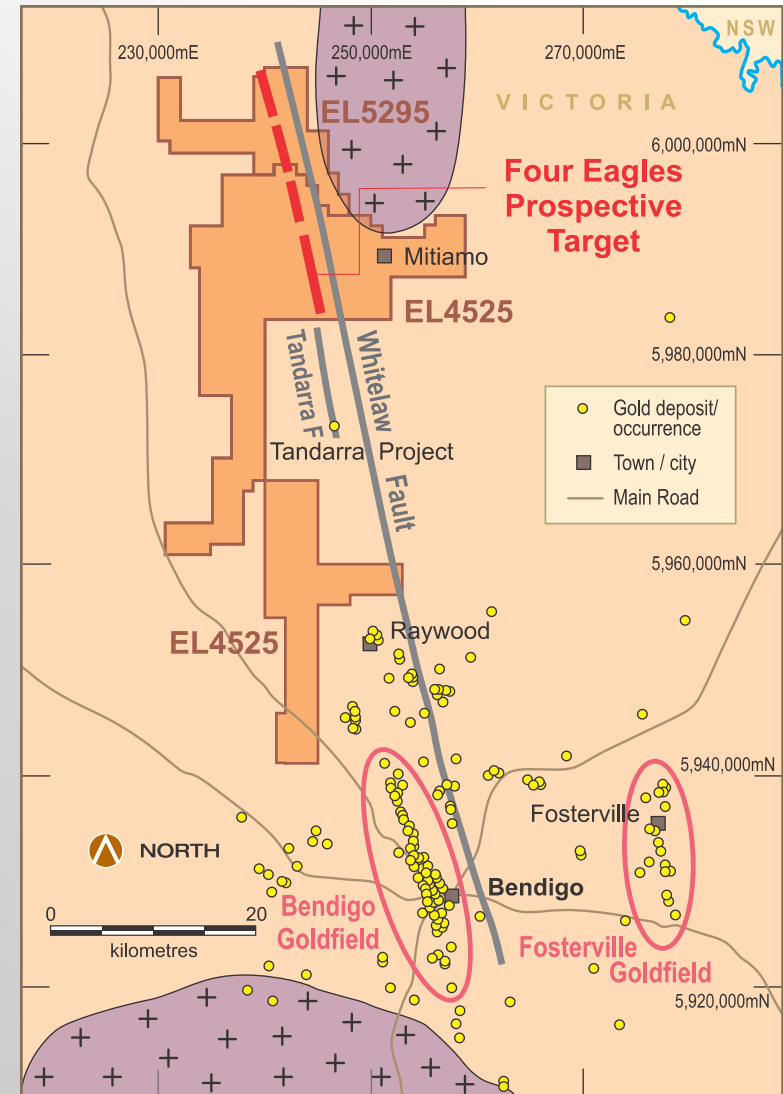 230,000mE
250,000mE
270,000mE
NSW
VICTORIA
EL5295
6,000,000mN
Four Eagles
Prospective
Target
Mitiamo
EL4525
5,980,000mN
Whitelaw
Fault
Tandarra F
Gold deposit/
occurrence
Town / city
Main Road
Tandarra Project
5,960,000mN
Raywood
EL4525
5,940,000mN
Fosterville
NORTH
Bendigo
0
20
kilometres
Bendigo
Goldfield
Fosterville
Goldfield
5,920,000mN